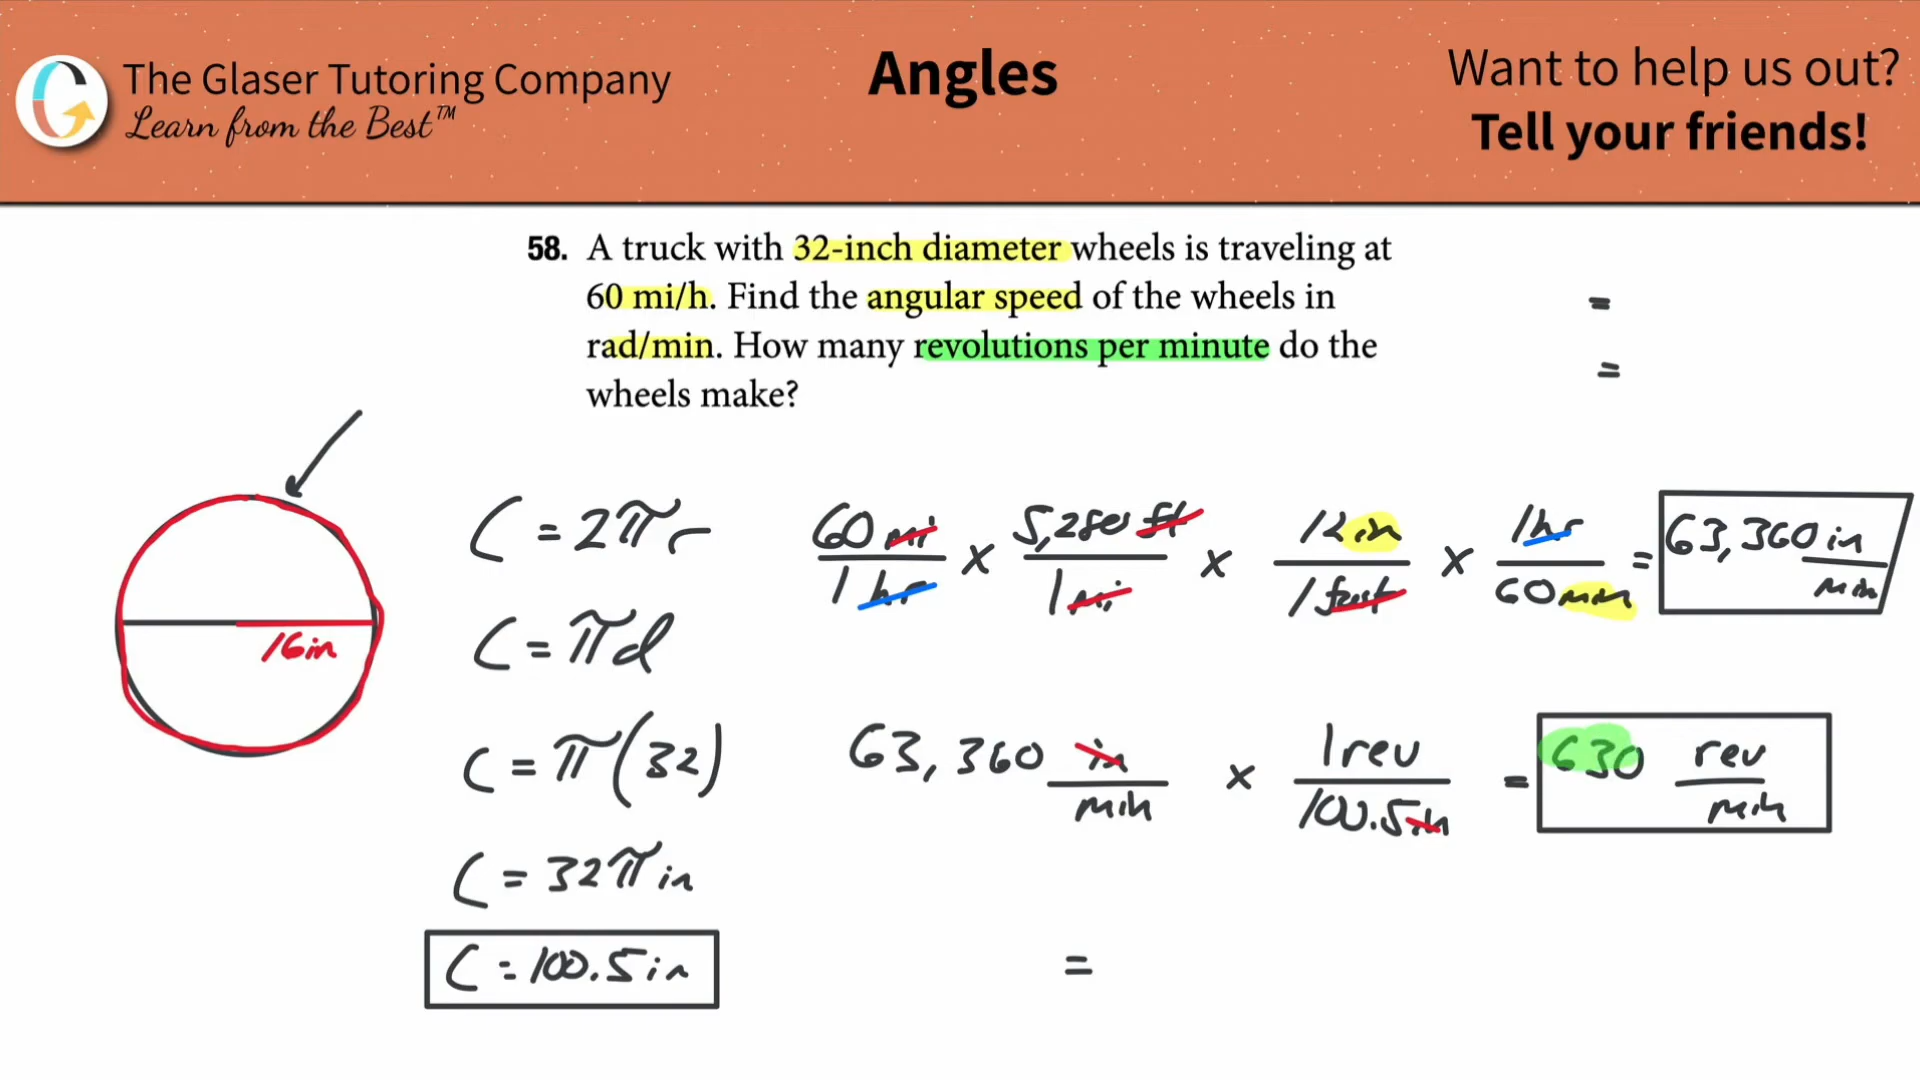 The Glaser Tutoring Company
Learn from the Best™
Angles
Want to help us out?
Tell your friends!
58. A truck with 32-inch diameter wheels is traveling at
60 mi/h. Find the angular speed of the wheels in
rad/min. How many revolutions per minute do the
wheels make?
=
=
16in
C = 2πr
C = πd
C = π(32)
C = 32π in
C = 100.5in
60 mi / 1 hr × 5,280 ft / 1 mi × 12 in / 1 foot × 1 hr / 60 min = 63,360 in / min
63,360 in / min × 1 rev / 100.5 in = 630 rev / min
=